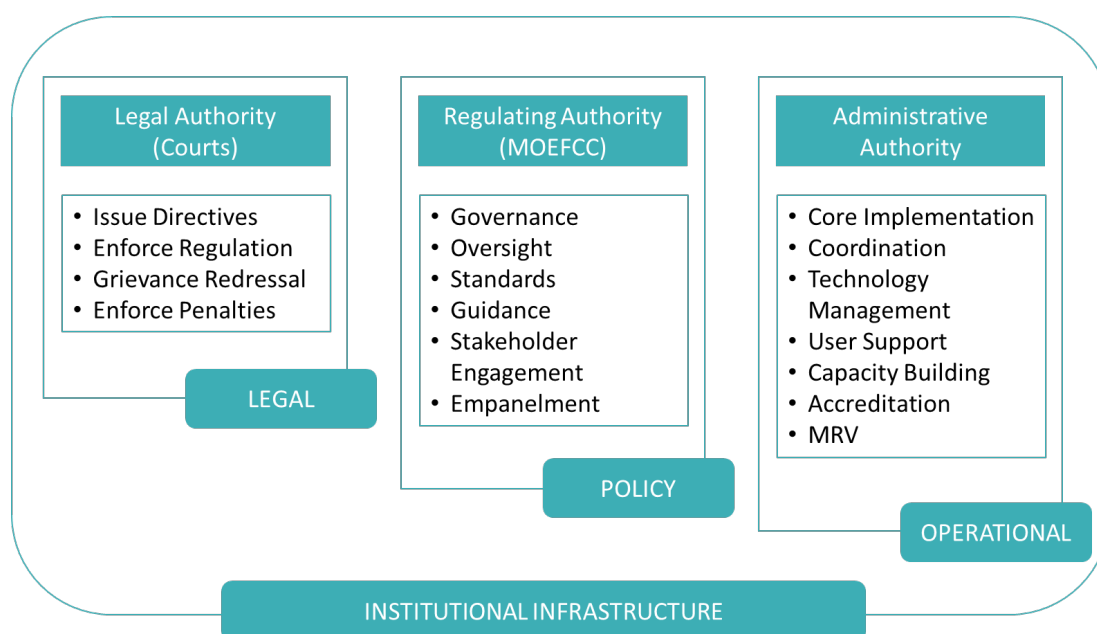 Legal Authority
(Courts)
• Issue Directives
• Enforce Regulation
• Grievance Redressal
• Enforce Penalties
LEGAL
Regulating Authority
(MOEFCC)
• Governance
• Oversight
• Standards
• Guidance
• Stakeholder
Engagement
• Empanelment
POLICY
Administrative
Authority
• Core Implementation
• Coordination
• Technology
Management
• User Support
• Capacity Building
• Accreditation
• MRV
OPERATIONAL
INSTITUTIONAL INFRASTRUCTURE